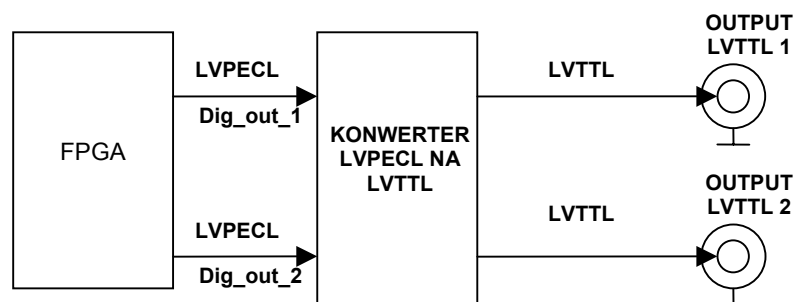 OUTPUT
LVTTL 1
LVPECL
LVTTL
Dig_out_1
FPGA
KONWERTER
LVPECL NA
LVTTL
OUTPUT
LVTTL 2
LVPECL
LVTTL
Dig_out_2